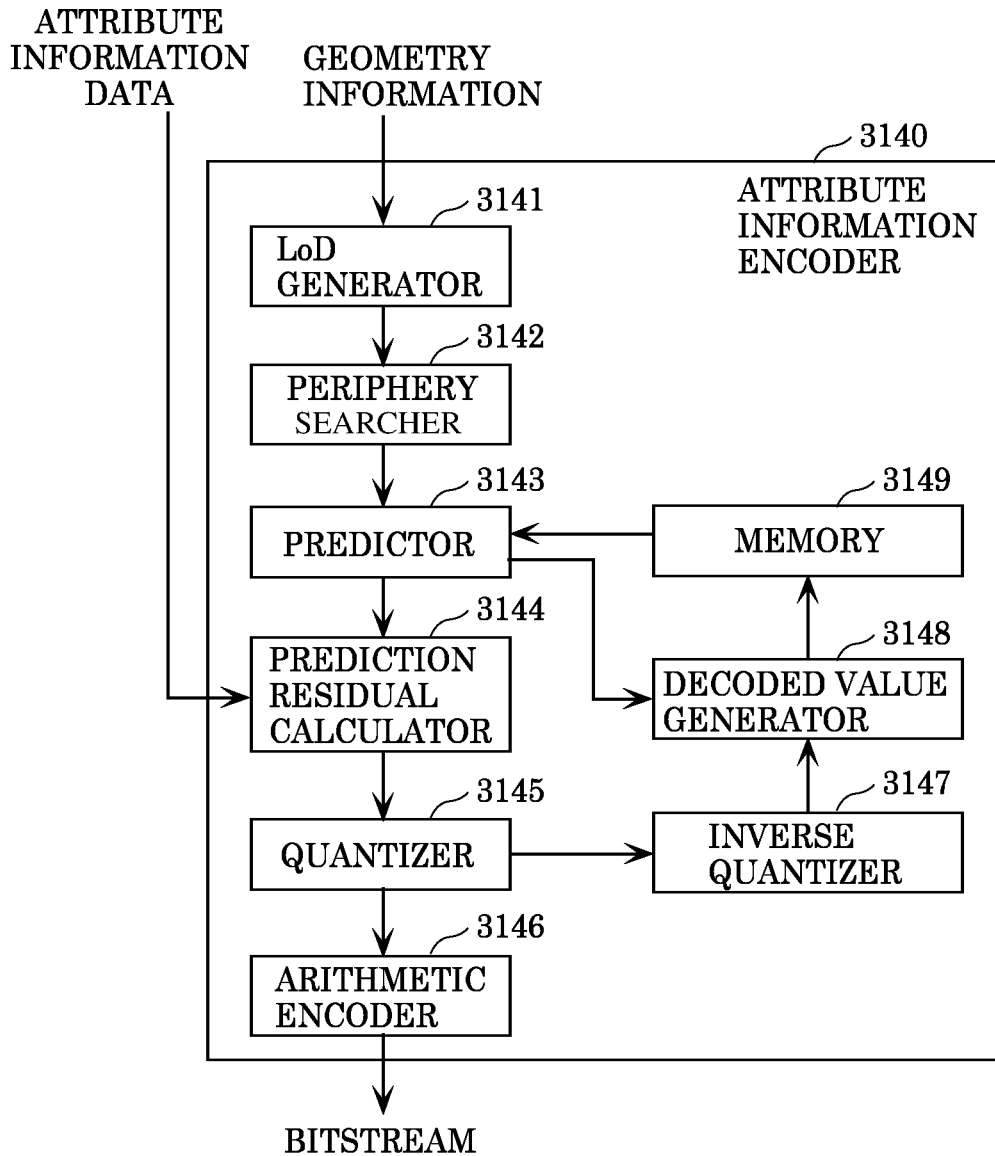 ATTRIBUTE
INFORMATION
DATA
GEOMETRY
INFORMATION
3140
ATTRIBUTE
INFORMATION
ENCODER
3141
LoD
GENERATOR
3142
PERIPHERY
SEARCHER
3143
PREDICTOR
3149
MEMORY
3144
PREDICTION
RESIDUAL
CALCULATOR
3148
DECODED VALUE
GENERATOR
3145
QUANTIZER
3147
INVERSE
QUANTIZER
3146
ARITHMETIC
ENCODER
BITSTREAM